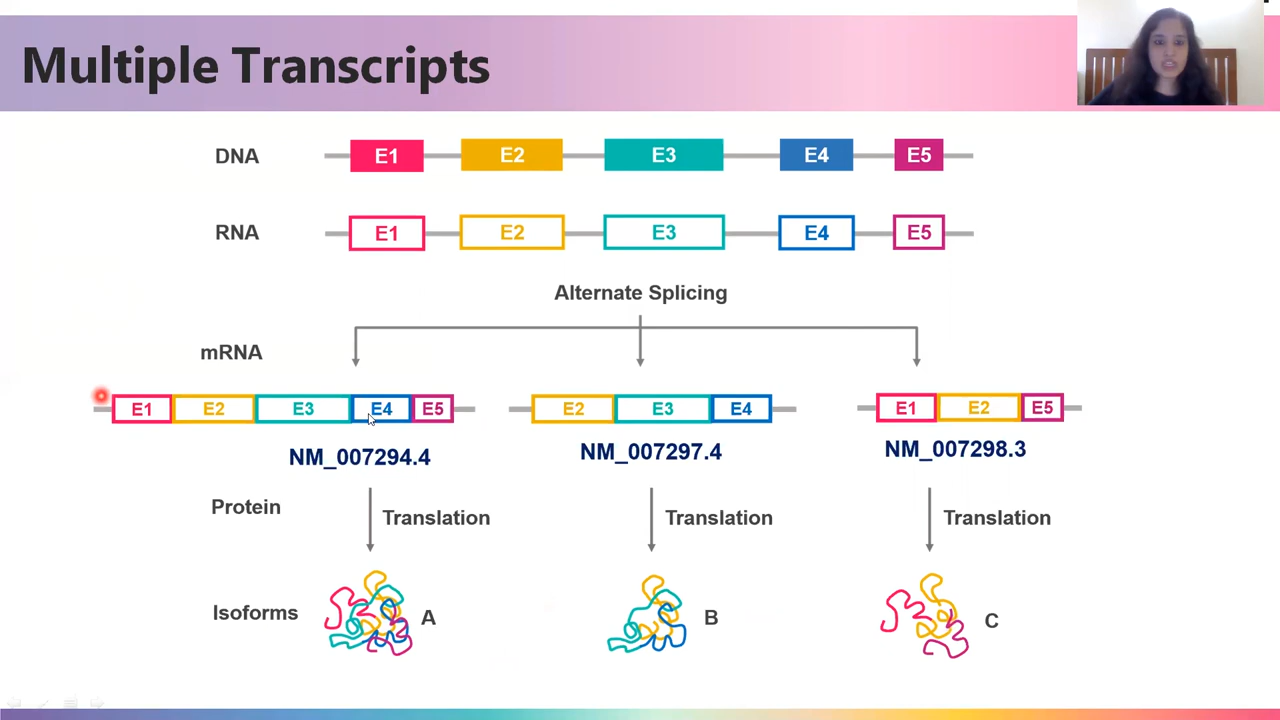 Multiple Transcripts
DNA E1 E2 E3 E4 E5
RNA E1 E2 E3 E4 E5
Alternate Splicing
mRNA
E1 E2 E3 E4 E5 E2 E3 E4 E1 E2 E5
NM_007294.4 NM_007297.4 NM_007298.3
Protein Translation Translation Translation
Isoforms A B C